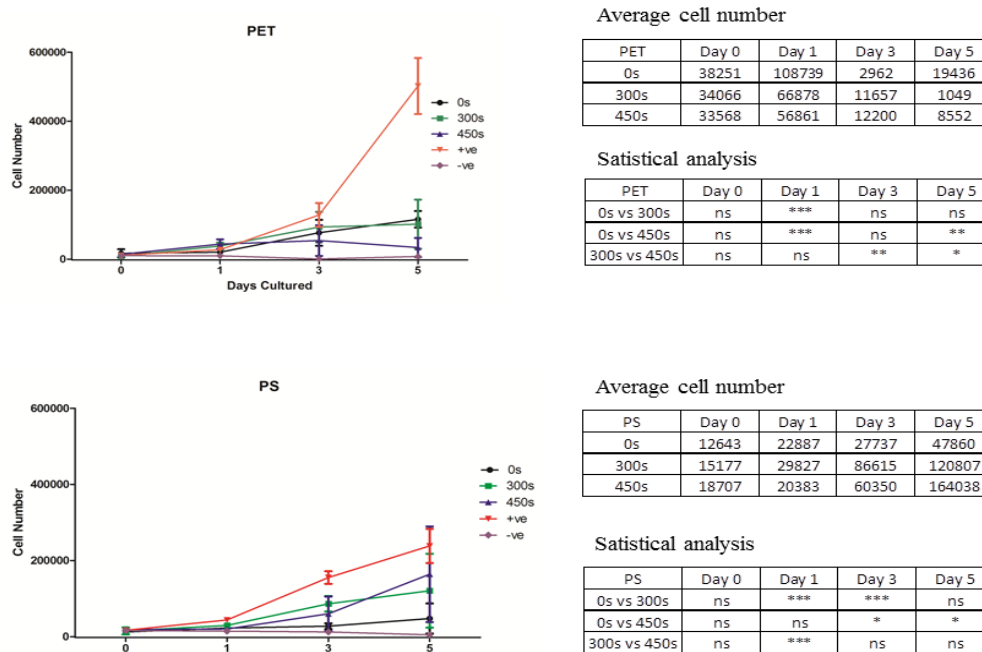 PET
600000
400000
200000
0
Cell Number
0 1 3 5
Days Cultured
0s
300s
450s
+ve
-ve
Average cell number
PET Day 0 Day 1 Day 3 Day 5
0s 38251 108739 2962 19436
300s 34066 66878 11657 1049
450s 33568 56861 12200 8552
Satistical analysis
PET Day 0 Day 1 Day 3 Day 5
0s vs 300s ns *** ns ns
0s vs 450s ns *** ns **
300s vs 450s ns ns ** *
PS
600000
400000
200000
0
Cell Number
0 1 3 5
0s
300s
450s
+ve
-ve
Average cell number
PS Day 0 Day 1 Day 3 Day 5
0s 12643 22887 27737 47860
300s 15177 29827 86615 120807
450s 18707 20383 60350 164038
Satistical analysis
PS Day 0 Day 1 Day 3 Day 5
0s vs 300s ns *** *** ns
0s vs 450s ns ns * *
300s vs 450s ns *** ns ns